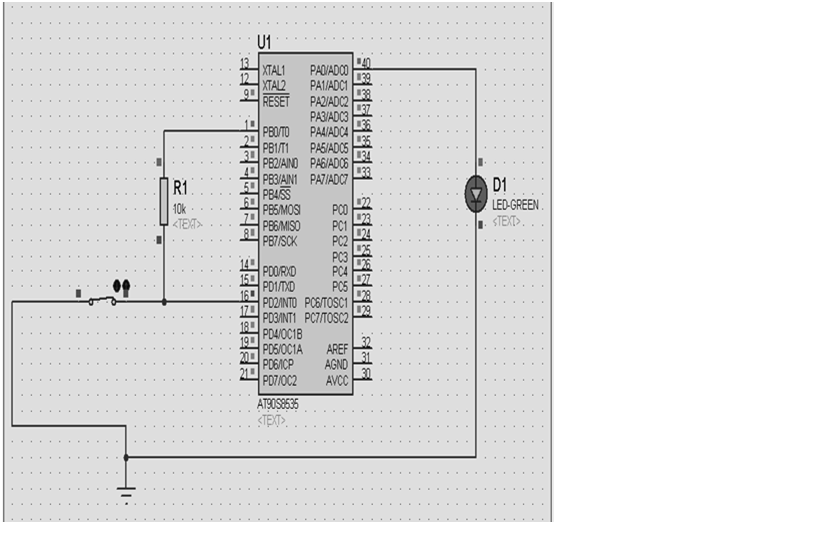 U1
13 XTAL1 PA0/ADC0 40
12 XTAL2 PA1/ADC1 39
9 RESET PA2/ADC2 38
PA3/ADC3 37
1 PB0/T0 PA4/ADC4 36
2 PB1/T1 PA5/ADC5 35
3 PB2/AIN0 PA6/ADC6 34
4 PB3/AIN1 PA7/ADC7 33
5 PB4/SS
6 PB5/MOSI PC0 22
7 PB6/MISO PC1 23
8 PB7/SCK PC2 24
PC3 25
14 PD0/RXD PC4 26
15 PD1/TXD PC5 27
16 PD2/INT0 PC6/TOSC1 28
17 PD3/INT1 PC7/TOSC2 29
18 PD4/OC1B
19 PD5/OC1A AREF 32
20 PD6/ICP AGND 31
21 PD7/OC2 AVCC 30
AT90S8535
<TEXT>
R1
10k
<TEXT>
D1
LED-GREEN
<TEXT>